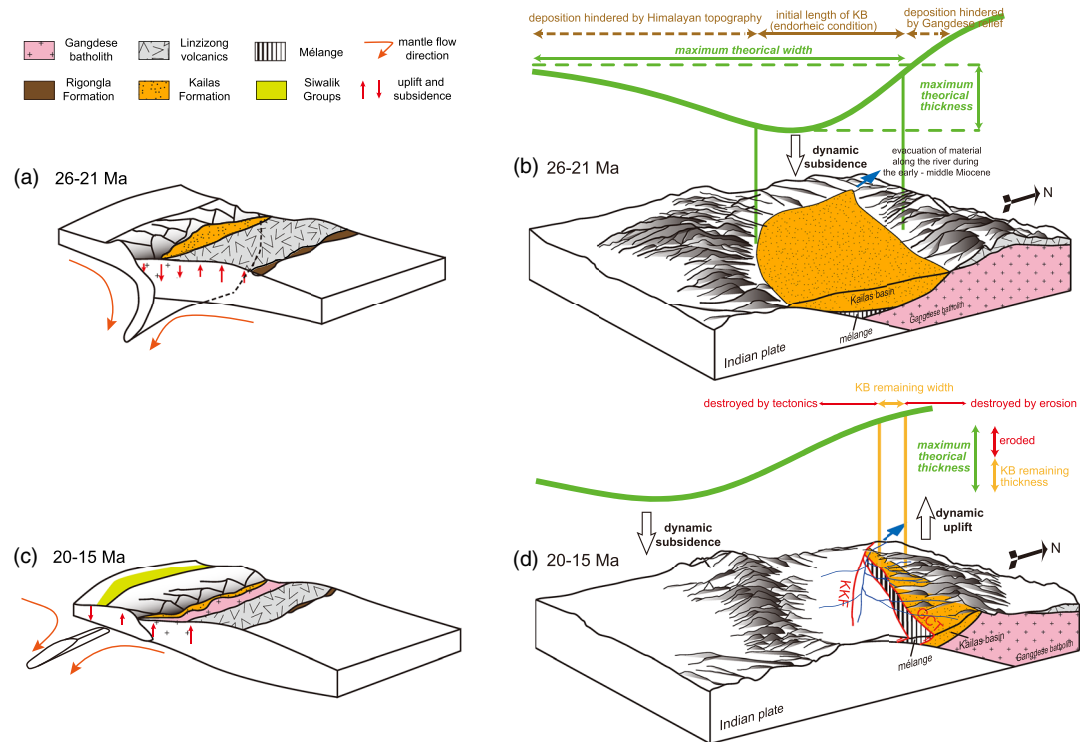 Gangdese
batholith
Linzizong
volcanics
Mélange
mantle flow
direction
Rigongla
Formation
Kailas
Formation
Siwalik
Groups
uplift and
subsidence
deposition hindered by Himalayan topography
initial length of KB
(endorheic condition)
deposition hindered
by Gangdese relief
maximum theorical width
maximum
theorical
thickness
dynamic
subsidence
evacuation of material
along the river during
the early - middle Miocene
(a) 26-21 Ma
(b) 26-21 Ma
N
Kailas basin
Gangdese batholith
mélange
Indian plate
KB remaining width
destroyed by tectonics
destroyed by erosion
maximum
theorical
thickness
eroded
KB remaining
thickness
dynamic
subsidence
dynamic
uplift
(c) 20-15 Ma
(d) 20-15 Ma
N
KKF
GCT
Kailas basin
Gangdese batholith
mélange
Indian plate